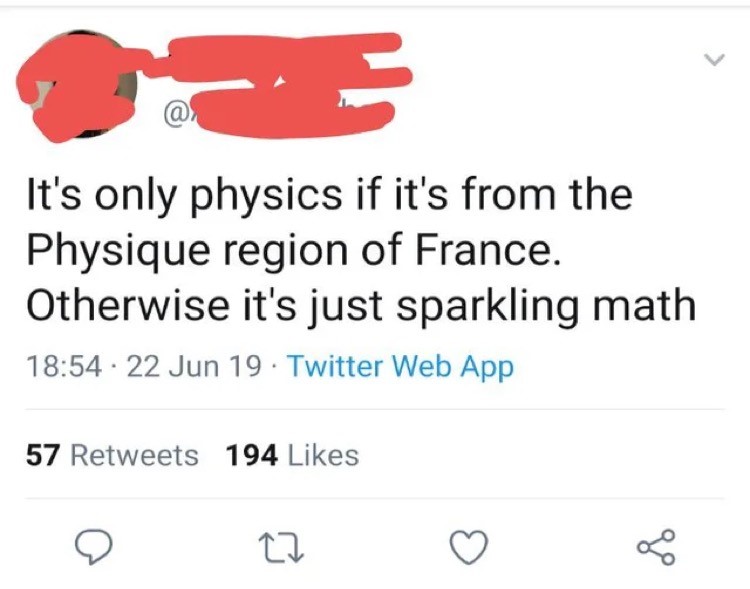 @
It's only physics if it's from the
Physique region of France.
Otherwise it's just sparkling math
18:54 · 22 Jun 19 · Twitter Web App
57 Retweets 194 Likes